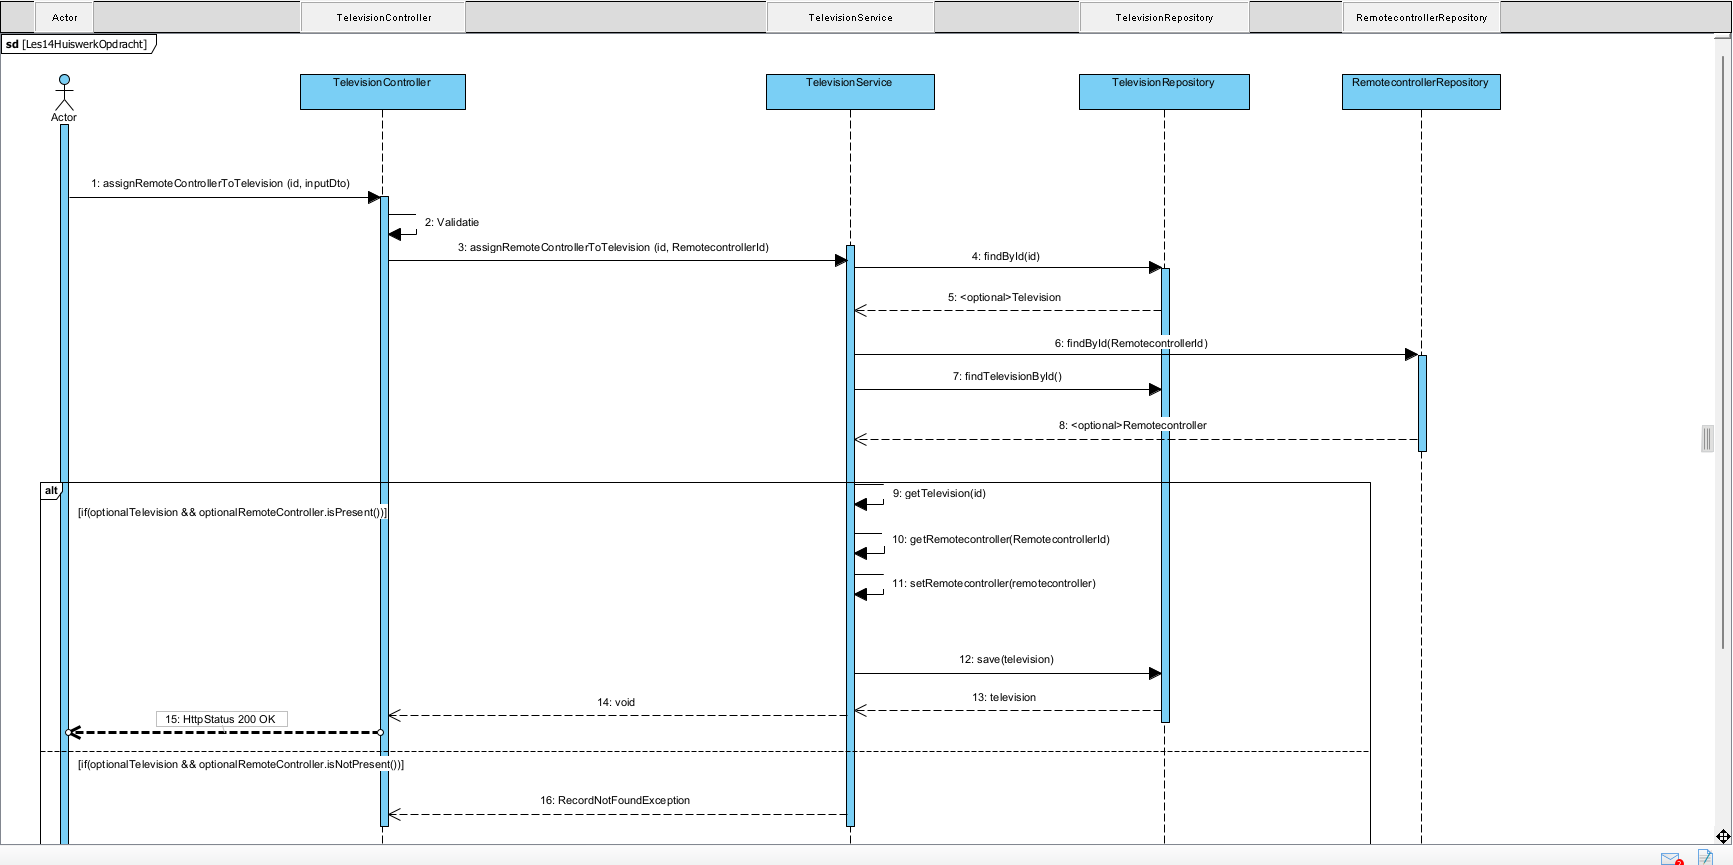 Actor
TelevisionController
TelevisionService
TelevisionRepository
RemotecontrollerRepository
sd [Les14HuiswerkOpdracht]
TelevisionController
TelevisionService
TelevisionRepository
RemotecontrollerRepository
Actor
1: assignRemoteControllerToTelevision (id, inputDto)
2: Validatie
3: assignRemoteControllerToTelevision (id, RemotecontrollerId)
4: findById(id)
5: <optional>Television
6: findById(RemotecontrollerId)
7: findTelevisionById()
8: <optional>Remotecontroller
alt
[if(optionalTelevision && optionalRemoteController.isPresent())]
9: getTelevision(id)
10: getRemotecontroller(RemotecontrollerId)
11: setRemotecontroller(remotecontroller)
12: save(television)
13: television
14: void
15: HttpStatus 200 OK
[if(optionalTelevision && optionalRemoteController.isNotPresent())]
16: RecordNotFoundException